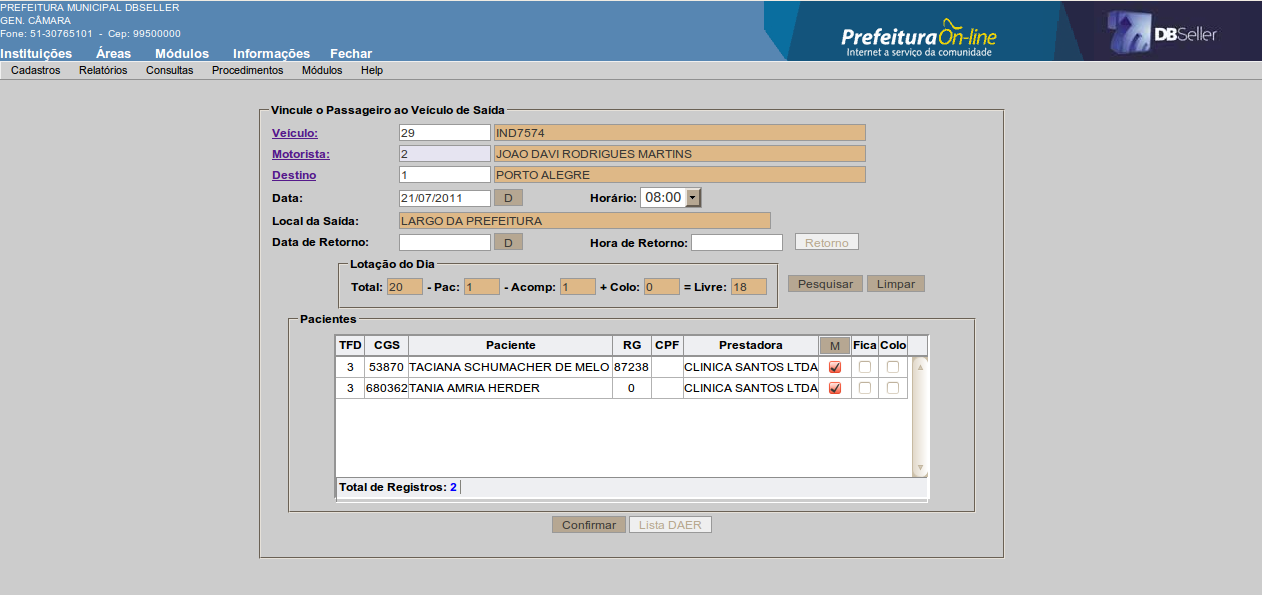 PREFEITURA MUNICIPAL DBSELLER
GEN. CÂMARA
Fone: 51-30765101 - Cep: 99500000
Prefeitura On-line
Internet a serviço da comunidade
DBSeller
Instituições Áreas Módulos Informações Fechar
Cadastros Relatórios Consultas Procedimentos Módulos Help
Vincule o Passageiro ao Veículo de Saída
Veículo: 29 IND7574
Motorista: 2 JOAO DAVI RODRIGUES MARTINS
Destino 1 PORTO ALEGRE
Data: 21/07/2011 D Horário: 08:00
Local da Saída: LARGO DA PREFEITURA
Data de Retorno: D Hora de Retorno: Retorno
Lotação do Dia
Total: 20 - Pac: 1 - Acomp: 1 + Colo: 0 = Livre: 18 Pesquisar Limpar
Pacientes
TFD CGS Paciente RG CPF Prestadora M Fica Colo
3 53870 TACIANA SCHUMACHER DE MELO 87238 CLINICA SANTOS LTDA
3 680362 TANIA AMRIA HERDER 0 CLINICA SANTOS LTDA
Total de Registros: 2
Confirmar Lista DAER